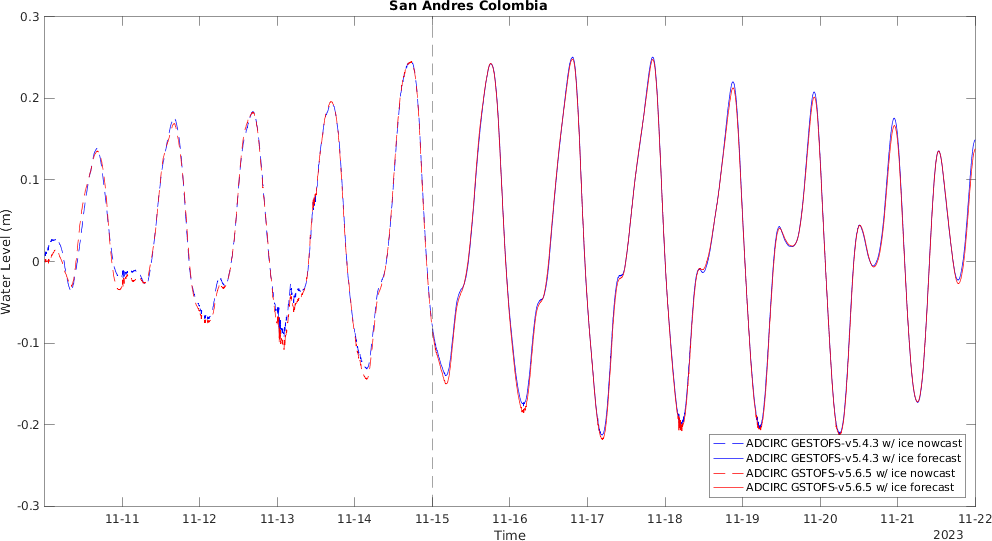 San Andres Colombia
0.3
0.2
0.1
0
-0.1
-0.2
-0.3
Water Level (m)
ADCIRC GESTOFS-v5.4.3 w/ ice nowcast
ADCIRC GESTOFS-v5.4.3 w/ ice forecast
ADCIRC GSTOFS-v5.6.5 w/ ice nowcast
ADCIRC GSTOFS-v5.6.5 w/ ice forecast
11-11 11-12 11-13 11-14 11-15 11-16 11-17 11-18 11-19 11-20 11-21 11-22
Time
2023